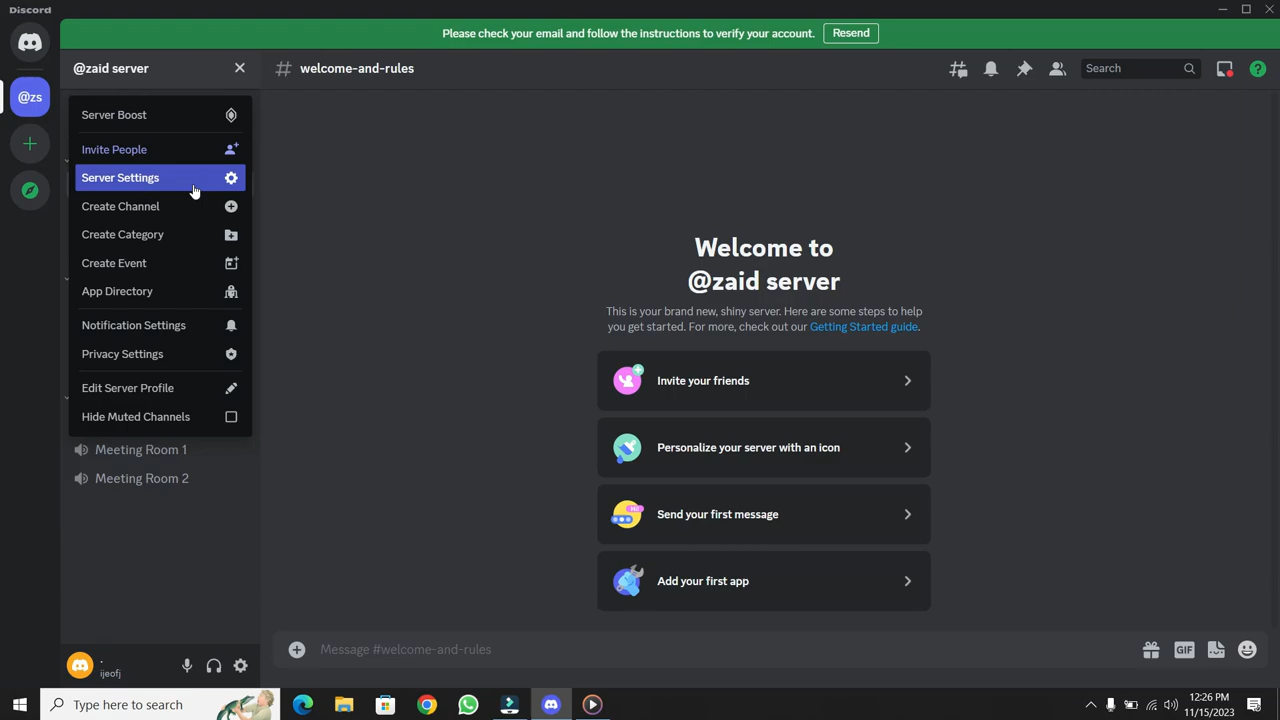 Discord
Please check your email and follow the instructions to verify your account.
Resend
@zaid server
welcome-and-rules
Search
@zs
Server Boost
Invite People
Server Settings
Create Channel
Create Category
Create Event
App Directory
Notification Settings
Privacy Settings
Edit Server Profile
Hide Muted Channels
Meeting Room 1
Meeting Room 2
Welcome to
@zaid server
This is your brand new, shiny server. Here are some steps to help
you get started. For more, check out our Getting Started guide.
Invite your friends
Personalize your server with an icon
Send your first message
Add your first app
Message #welcome-and-rules
GIF
.
ijeofj
Type here to search
12:26 PM
11/15/2023